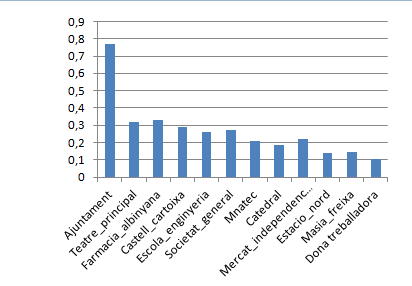 0,9
0,8
0,7
0,6
0,5
0,4
0,3
0,2
0,1
0
Ajuntament
Teatre_principal
Farmacia_albinyana
Castell_cartoixa
Escola_enginyeria
Societat_general
Mnatec
Catedral
Mercat_independenc...
Estacio_nord
Masia_freixa
Dona treballadora